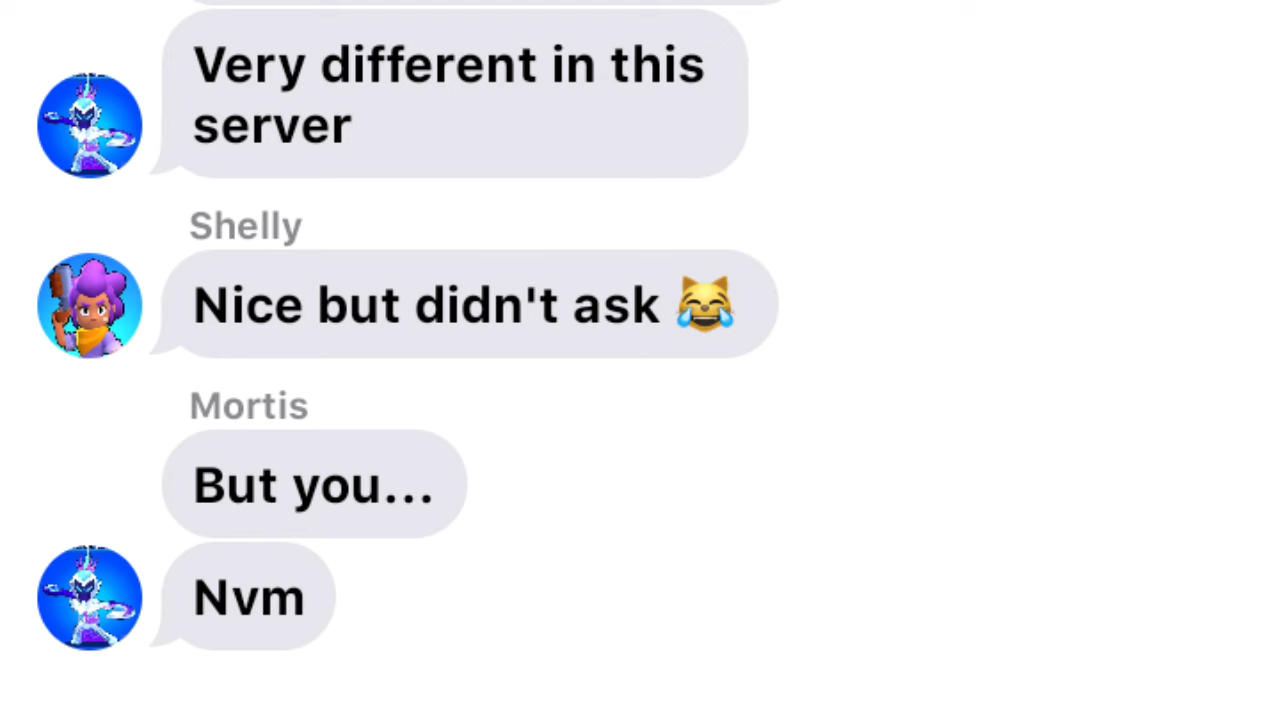 Very different in this
server
Shelly
Nice but didn't ask 😹
Mortis
But you...
Nvm